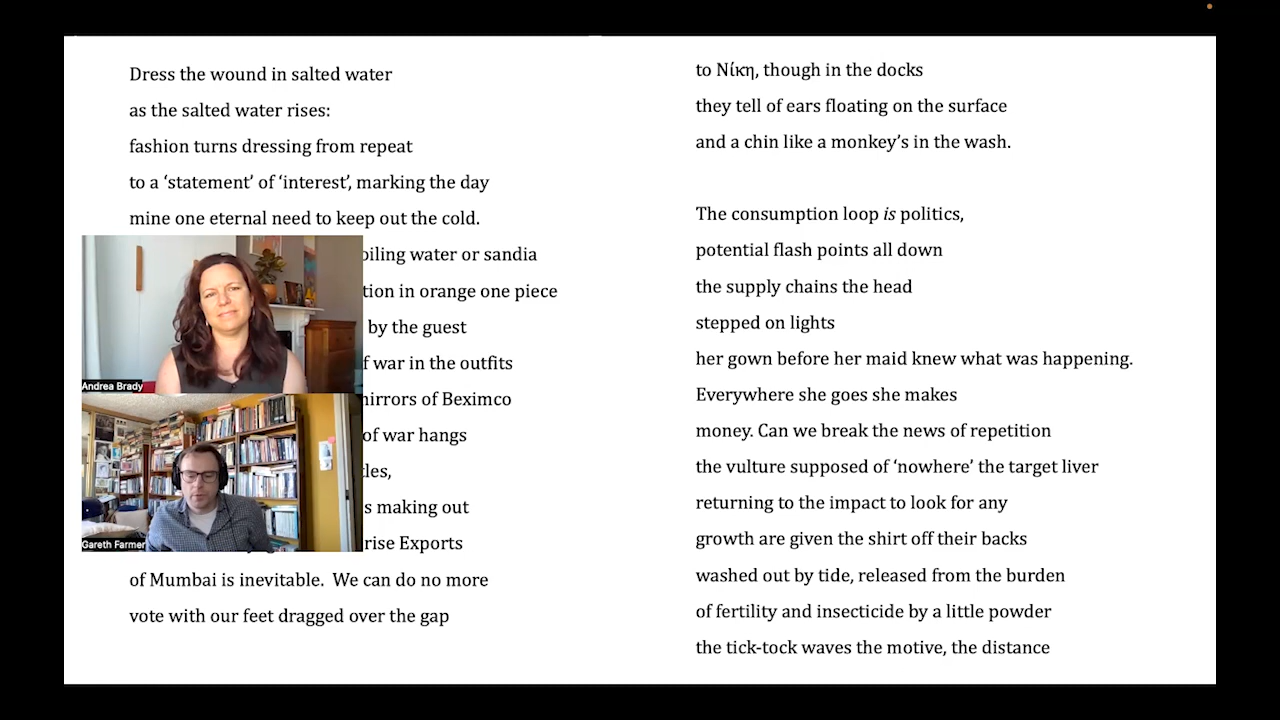 Dress the wound in salted water
as the salted water rises:
fashion turns dressing from repeat
to a ‘statement’ of ‘interest’, marking the day
mine one eternal need to keep out the cold.
oiling water or sandia
tion in orange one piece
by the guest
f war in the outfits
mirrors of Beximco
of war hangs
tles,
s making out
rise Exports
of Mumbai is inevitable.  We can do no more
vote with our feet dragged over the gap
Andrea Brady
Gareth Farmer
to Νίκη, though in the docks
they tell of ears floating on the surface
and a chin like a monkey’s in the wash.
The consumption loop is politics,
potential flash points all down
the supply chains the head
stepped on lights
her gown before her maid knew what was happening.
Everywhere she goes she makes
money. Can we break the news of repetition
the vulture supposed of ‘nowhere’ the target liver
returning to the impact to look for any
growth are given the shirt off their backs
washed out by tide, released from the burden
of fertility and insecticide by a little powder
the tick-tock waves the motive, the distance